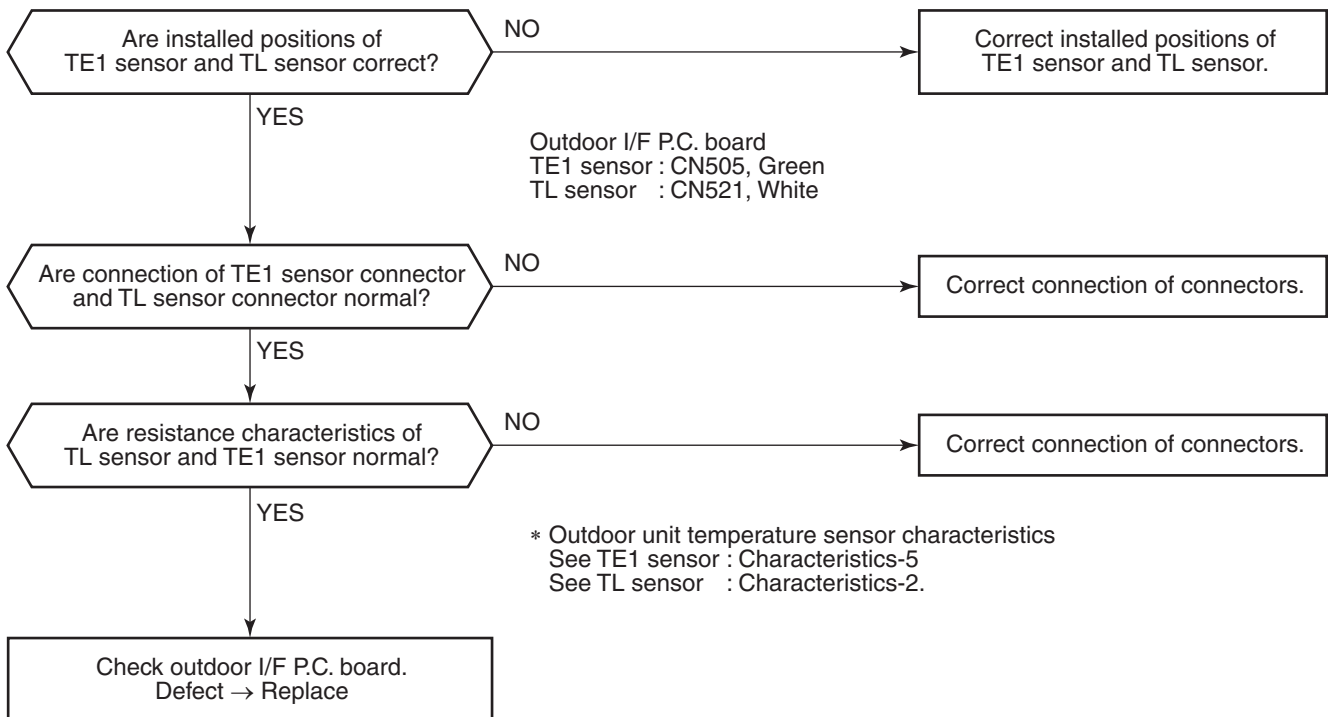 Are installed positions of
TE1 sensor and TL sensor correct?
NO
Correct installed positions of
TE1 sensor and TL sensor.
YES
Outdoor I/F P.C. board
TE1 sensor : CN505, Green
TL sensor : CN521, White
Are connection of TE1 sensor connector
and TL sensor connector normal?
NO
Correct connection of connectors.
YES
Are resistance characteristics of
TL sensor and TE1 sensor normal?
NO
Correct connection of connectors.
YES
* Outdoor unit temperature sensor characteristics
See TE1 sensor : Characteristics-5
See TL sensor : Characteristics-2.
Check outdoor I/F P.C. board.
Defect → Replace